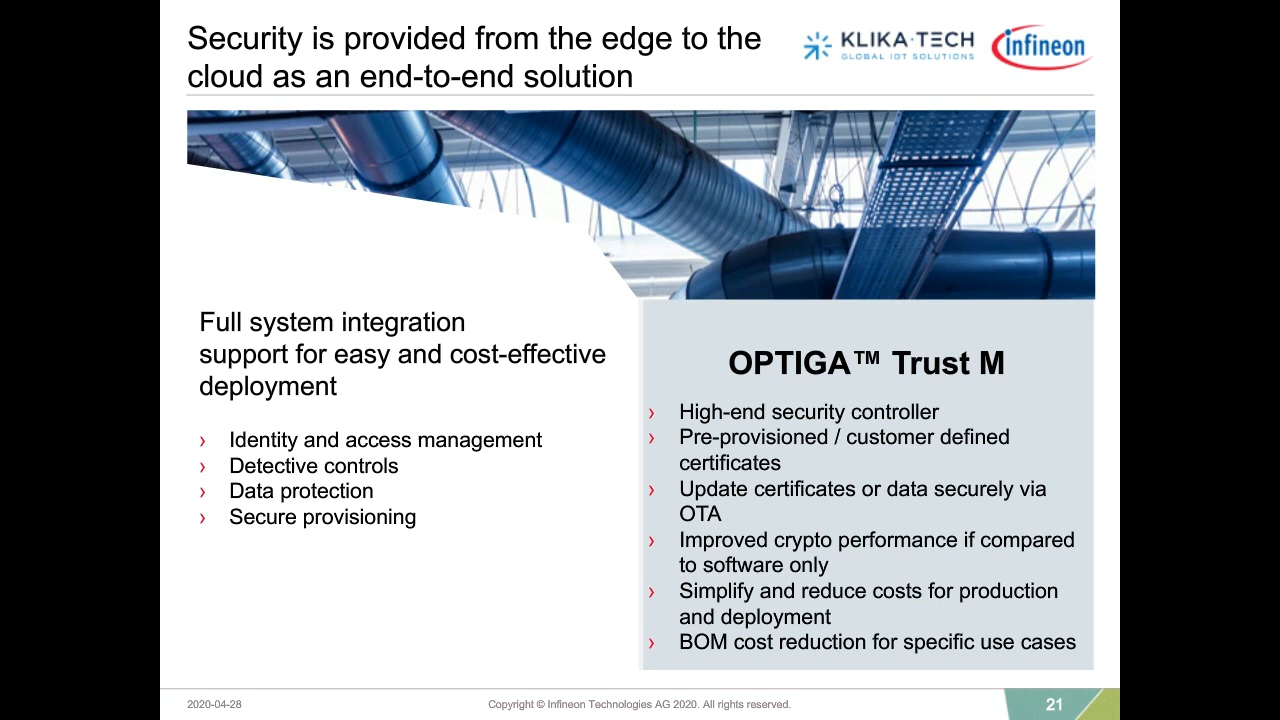 Security is provided from the edge to the
cloud as an end-to-end solution
KLIKA·TECH
GLOBAL IOT SOLUTIONS
infineon
Full system integration
support for easy and cost-effective
deployment
› Identity and access management
› Detective controls
› Data protection
› Secure provisioning
OPTIGA™ Trust M
› High-end security controller
› Pre-provisioned / customer defined
certificates
› Update certificates or data securely via
OTA
› Improved crypto performance if compared
to software only
› Simplify and reduce costs for production
and deployment
› BOM cost reduction for specific use cases
2020-04-28
Copyright © Infineon Technologies AG 2020. All rights reserved.
21